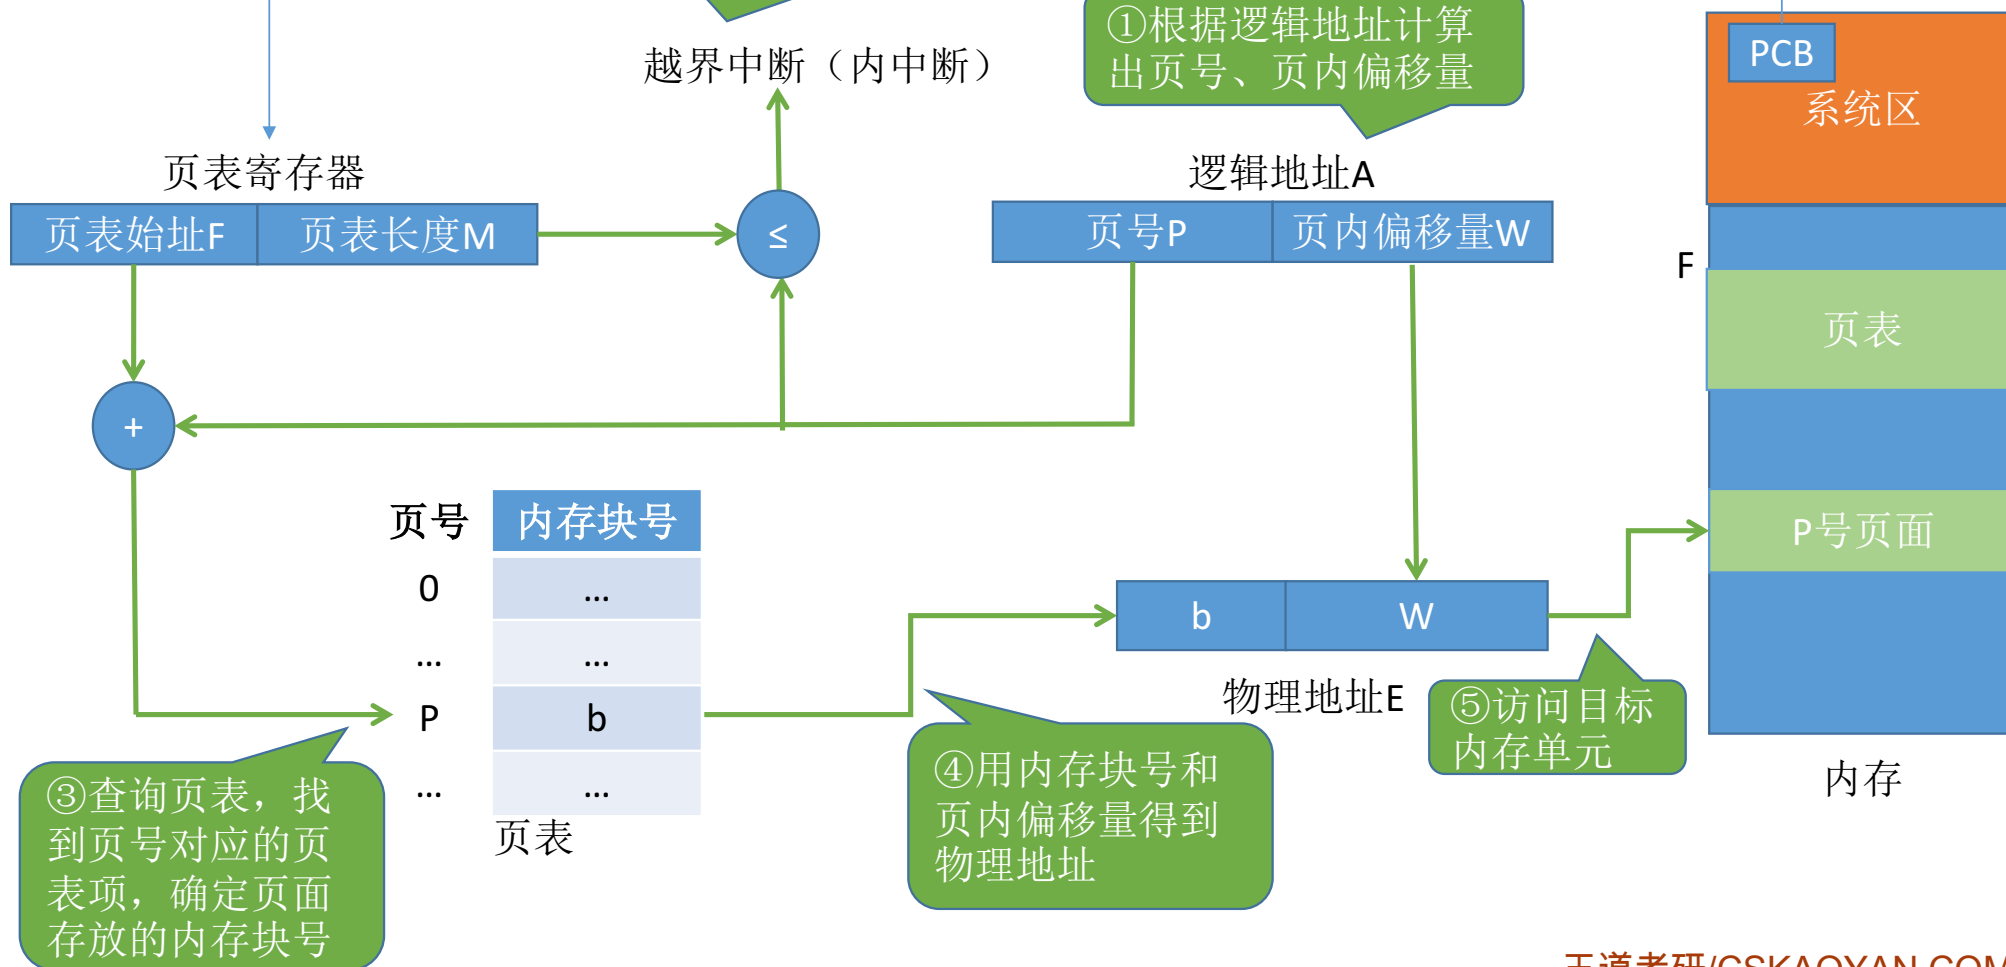 ①根据逻辑地址计算
出页号、页内偏移量
越界中断（内中断）
PCB
系统区
页表寄存器
逻辑地址A
页表始址F
页表长度M
≤
页号P
页内偏移量W
F
页表
+
页号
内存块号
P号页面
0
…
…
…
b
W
P
b
物理地址E
⑤访问目标
内存单元
④用内存块号和
页内偏移量得到
物理地址
内存
③查询页表，找
到页号对应的页
表项，确定页面
存放的内存块号
…
…
页表
王道考研/CSKAOYAN.COM